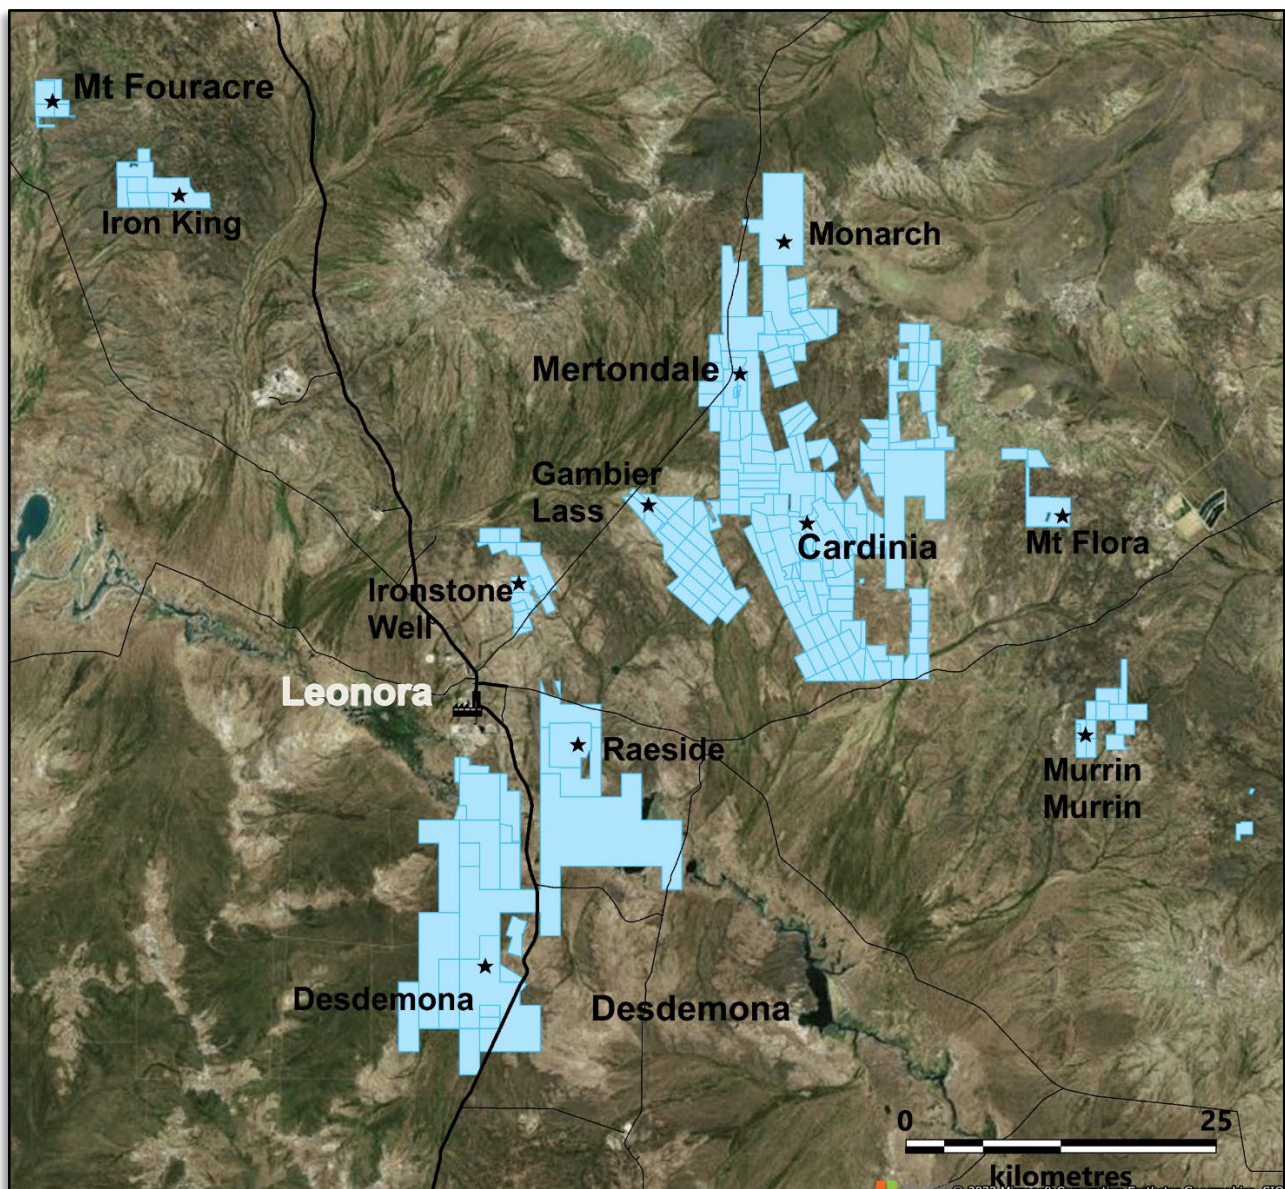 Mt Fouracre
Iron King
Monarch
Mertondale
Gambier
Lass
Cardinia
Mt Flora
Ironstone
Well
Leonora
Raeside
Murrin
Murrin
Desdemona
Desdemona
0 25
kilometres